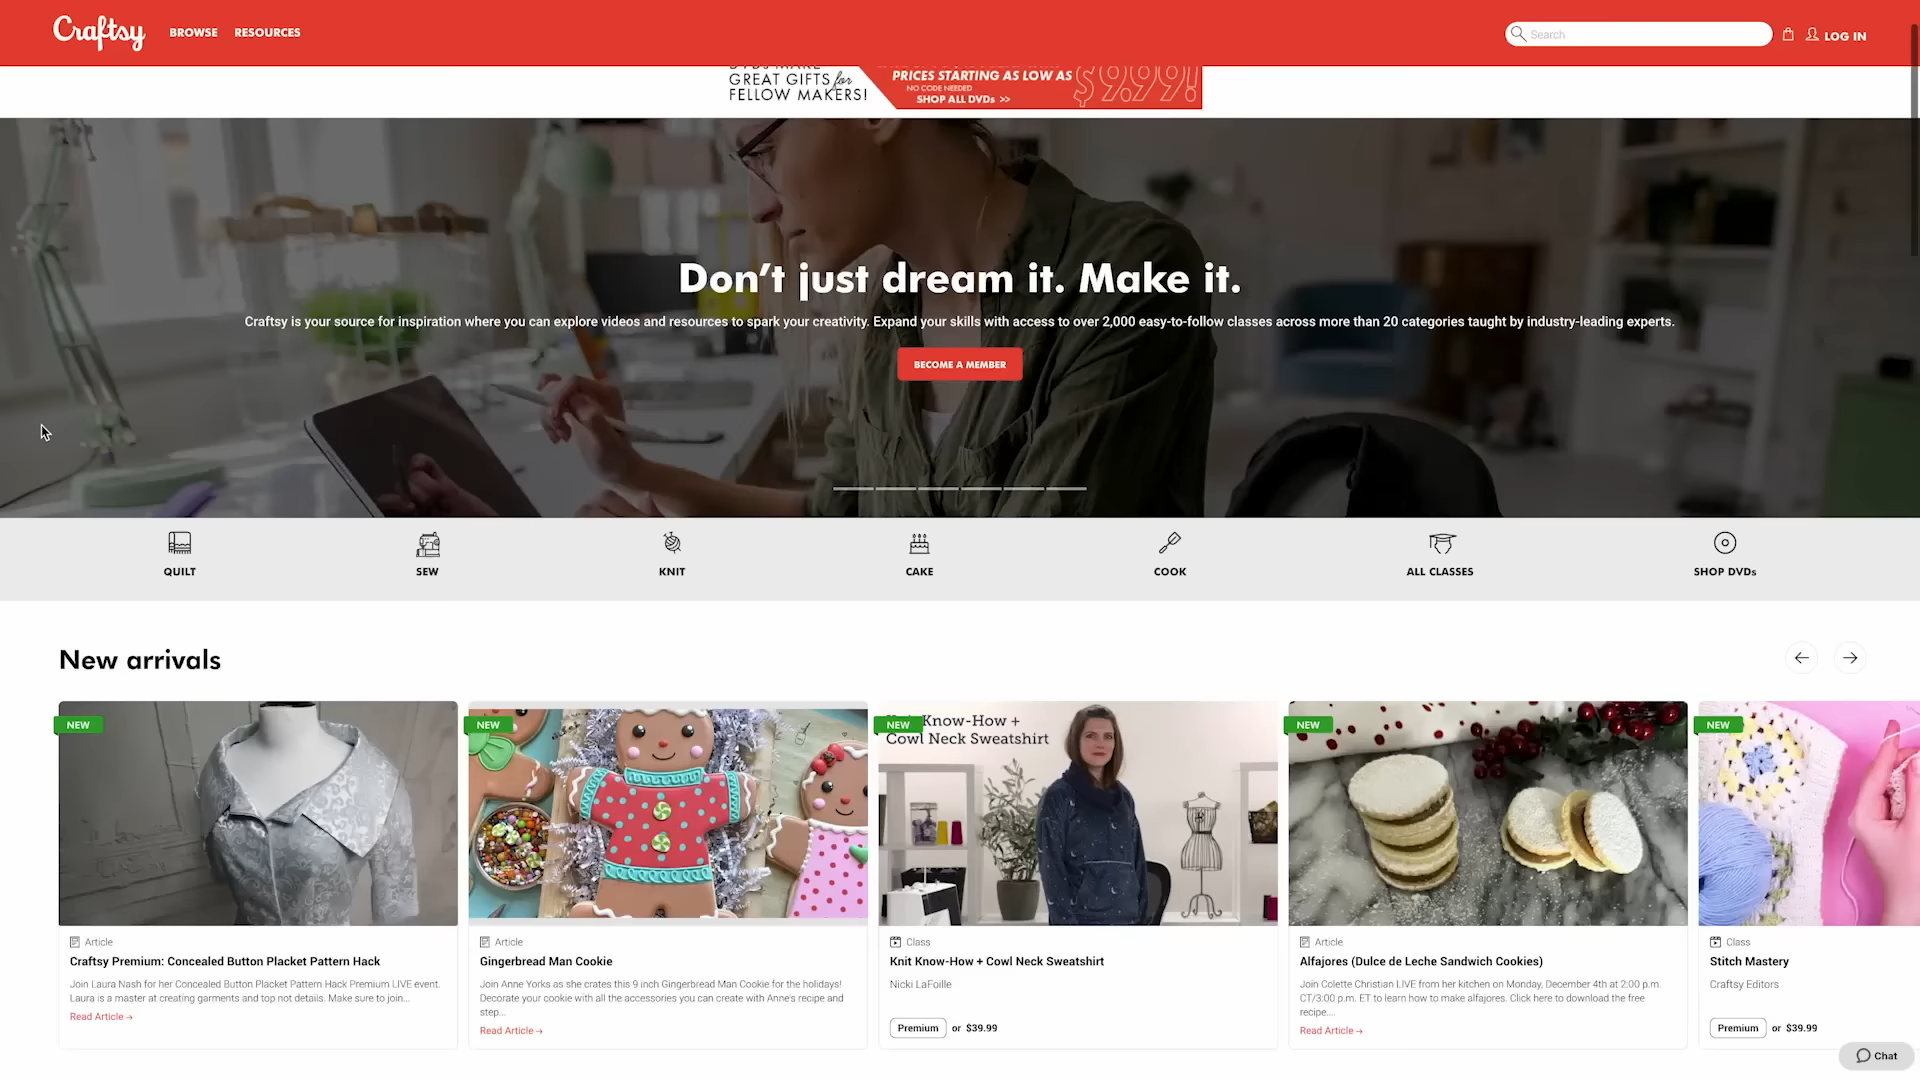 Craftsy
BROWSE
RESOURCES
Search
LOG IN
GREAT GIFTS for
FELLOW MAKERS!
PRICES STARTING AS LOW AS
$9.99!
NO CODE NEEDED
SHOP ALL DVDs >>
Don't just dream it. Make it.
Craftsy is your source for inspiration where you can explore videos and resources to spark your creativity. Expand your skills with access to over 2,000 easy-to-follow classes across more than 20 categories taught by industry-leading experts.
BECOME A MEMBER
QUILT
SEW
KNIT
CAKE
COOK
ALL CLASSES
SHOP DVDs
New arrivals
NEW
Article
Craftsy Premium: Concealed Button Placket Pattern Hack
Join Laura Nash for her Concealed Button Placket Pattern Hack Premium LIVE event.
Laura is a master at creating garments and top not details. Make sure to join...
Read Article →
NEW
Article
Gingerbread Man Cookie
Join Anne Yorks as she crates this 9 inch Gingerbread Man Cookie for the holidays!
Decorate your cookie with all the accessories you can create with Anne's recipe and
step...
Read Article →
NEW
Know-How +
Cowl Neck Sweatshirt
Class
Knit Know-How + Cowl Neck Sweatshirt
Nicki LaFoille
Premium or $39.99
NEW
Article
Alfajores (Dulce de Leche Sandwich Cookies)
Join Colette Christian LIVE from her kitchen on Monday, December 4th at 2:00 p.m.
CT/3:00 p.m. ET to learn how to make alfajores. Click here to download the free
recipe....
Read Article →
NEW
Class
Stitch Mastery
Craftsy Editors
Premium or $39.99
Chat